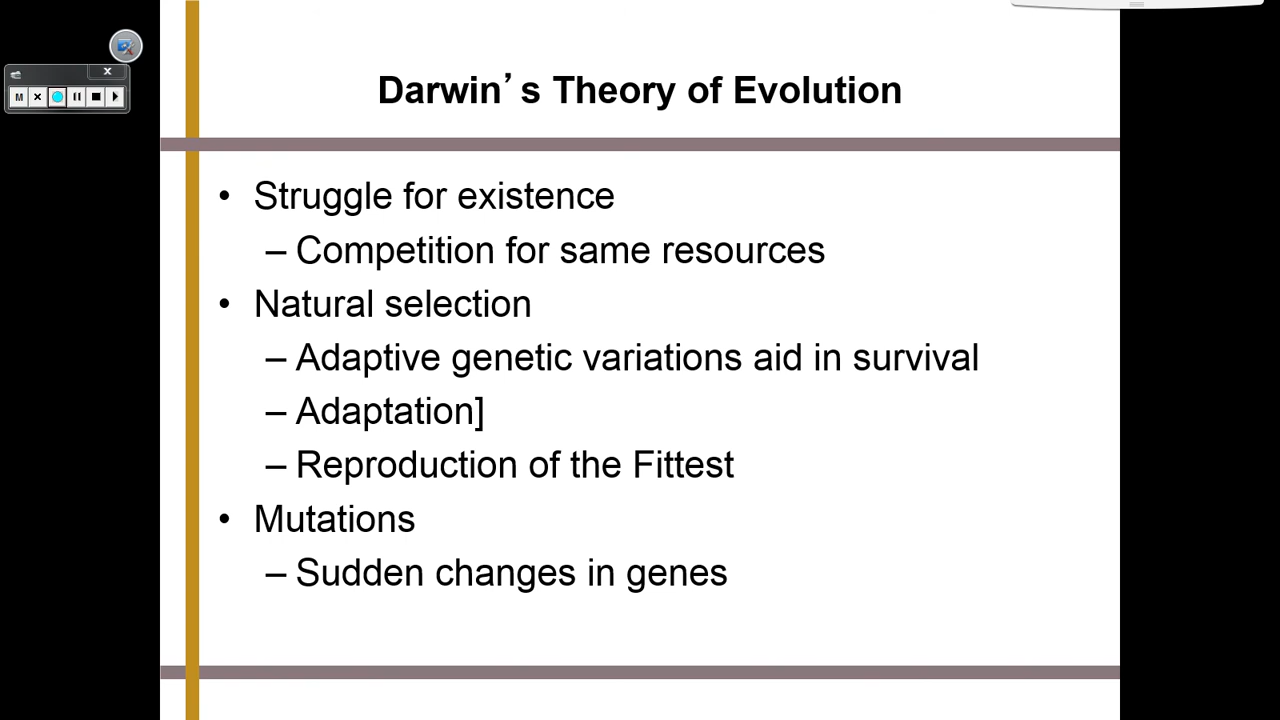 M
Darwin’s Theory of Evolution
• Struggle for existence
– Competition for same resources
• Natural selection
– Adaptive genetic variations aid in survival
– Adaptation]
– Reproduction of the Fittest
• Mutations
– Sudden changes in genes